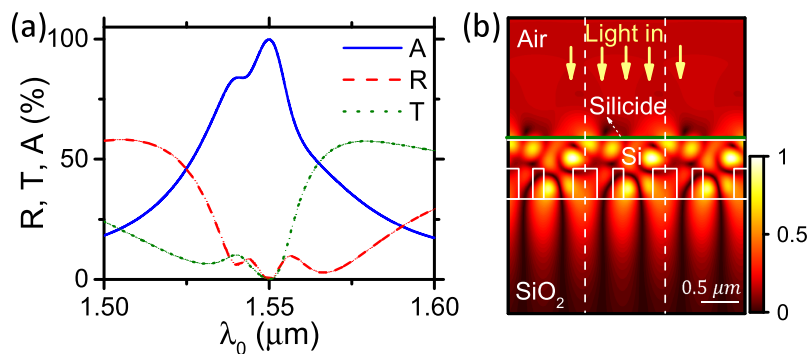 (a)
R, T, A (%)
100
50
0
A
R
T
1.50 1.55 1.60
λ0 (μm)
(b)
Air
Light in
Silicide
Si
SiO2
0.5 μm
1
0.5
0